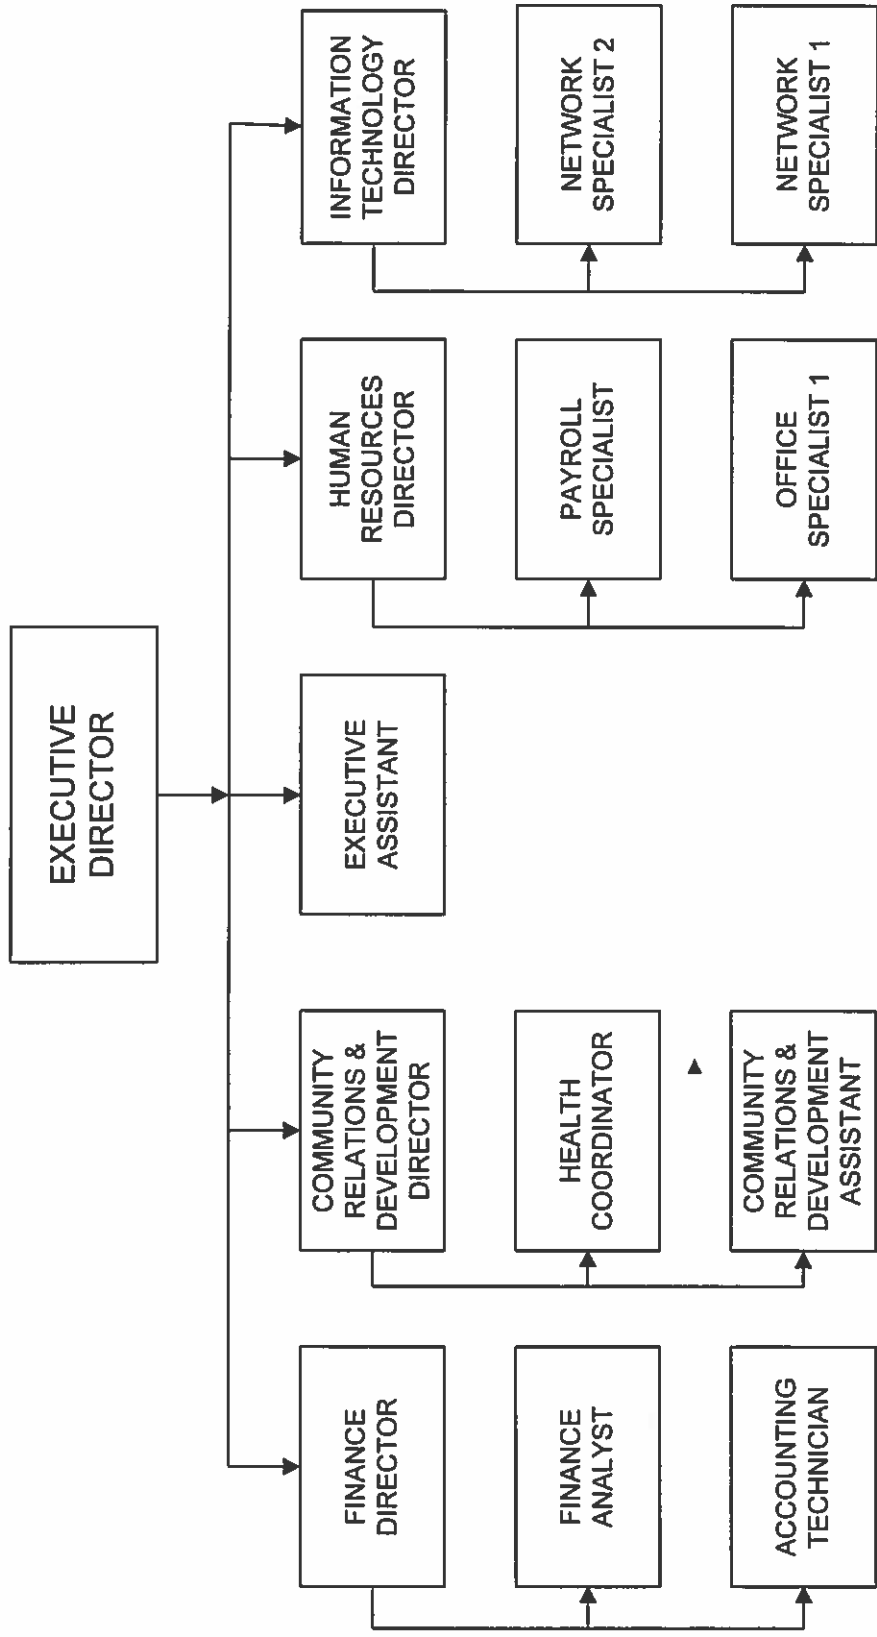 EXECUTIVE
DIRECTOR
FINANCE
DIRECTOR
COMMUNITY
RELATIONS &
DEVELOPMENT
DIRECTOR
EXECUTIVE
ASSISTANT
HUMAN
RESOURCES
DIRECTOR
INFORMATION
TECHNOLOGY
DIRECTOR
FINANCE
ANALYST
HEALTH
COORDINATOR
PAYROLL
SPECIALIST
NETWORK
SPECIALIST 2
ACCOUNTING
TECHNICIAN
COMMUNITY
RELATIONS &
DEVELOPMENT
ASSISTANT
OFFICE
SPECIALIST 1
NETWORK
SPECIALIST 1